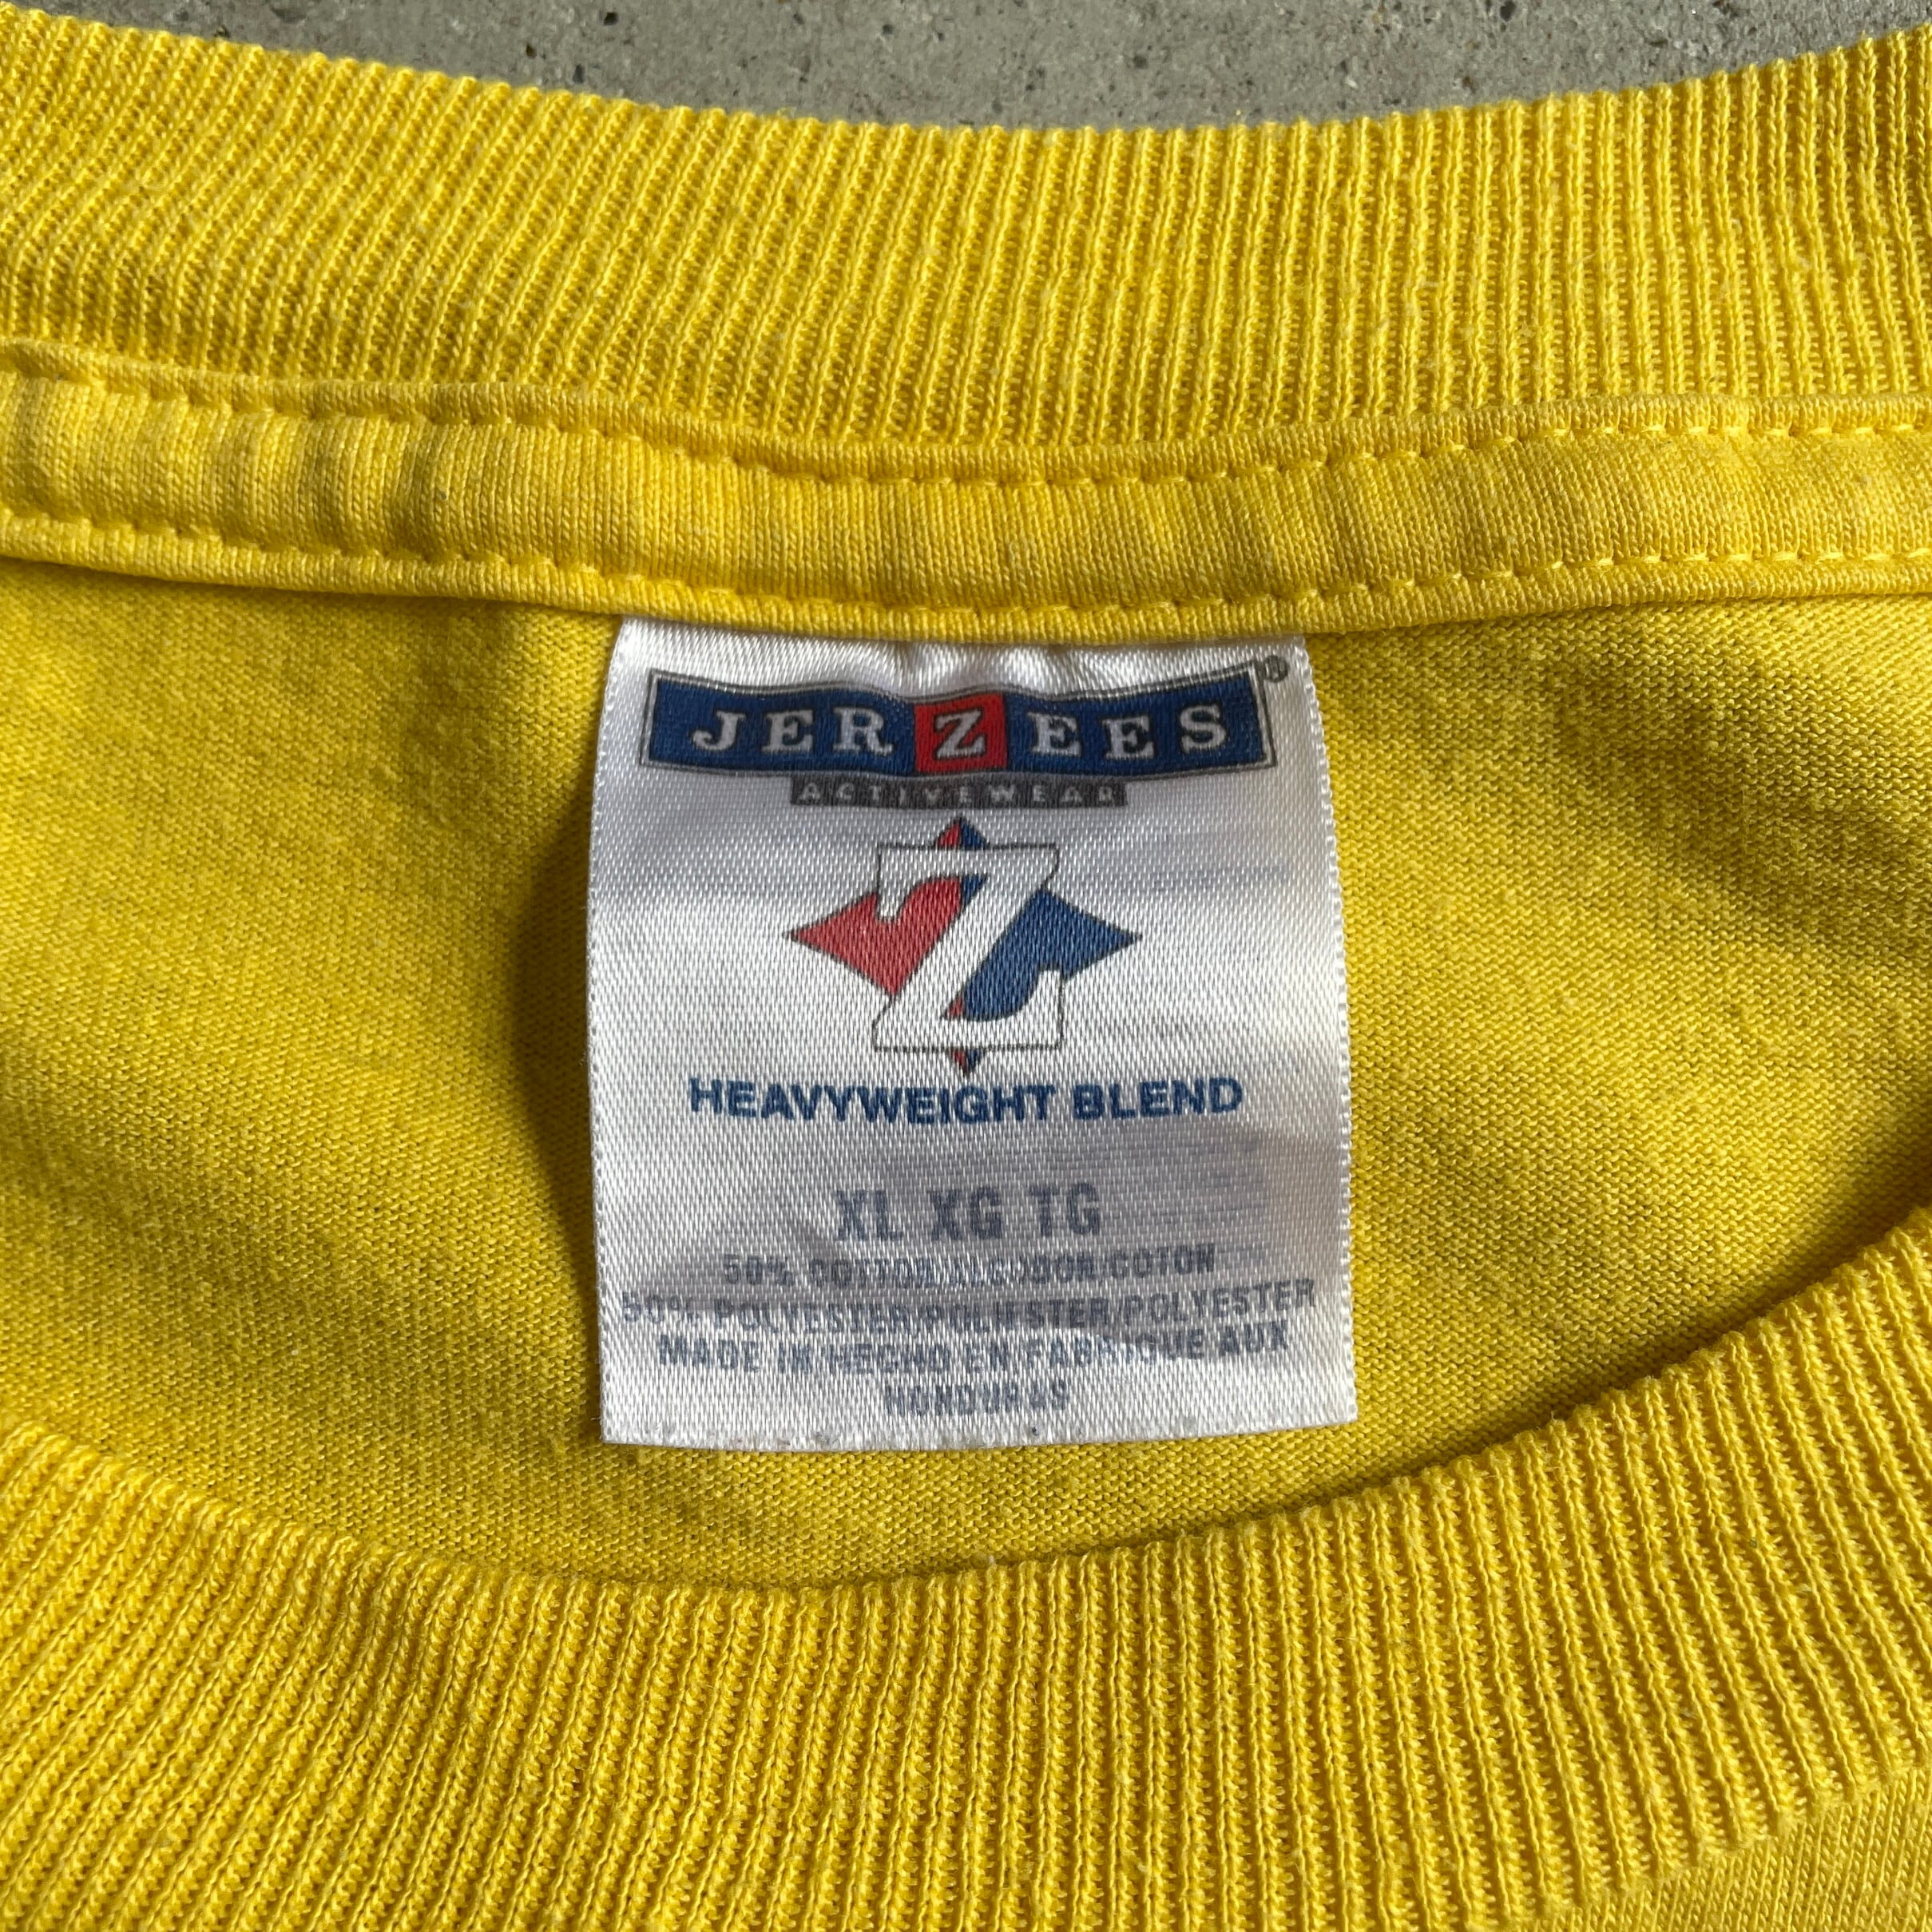 JERZEES®
ACTIVEWEAR
Z
HEAVYWEIGHT BLEND
XL XG TG
50% COTTON/ALGODON/COTON
50% POLYESTER/POLIESTER/POLYESTER
MADE IN/HECHO EN/FABRIQUE AUX
HONDURAS